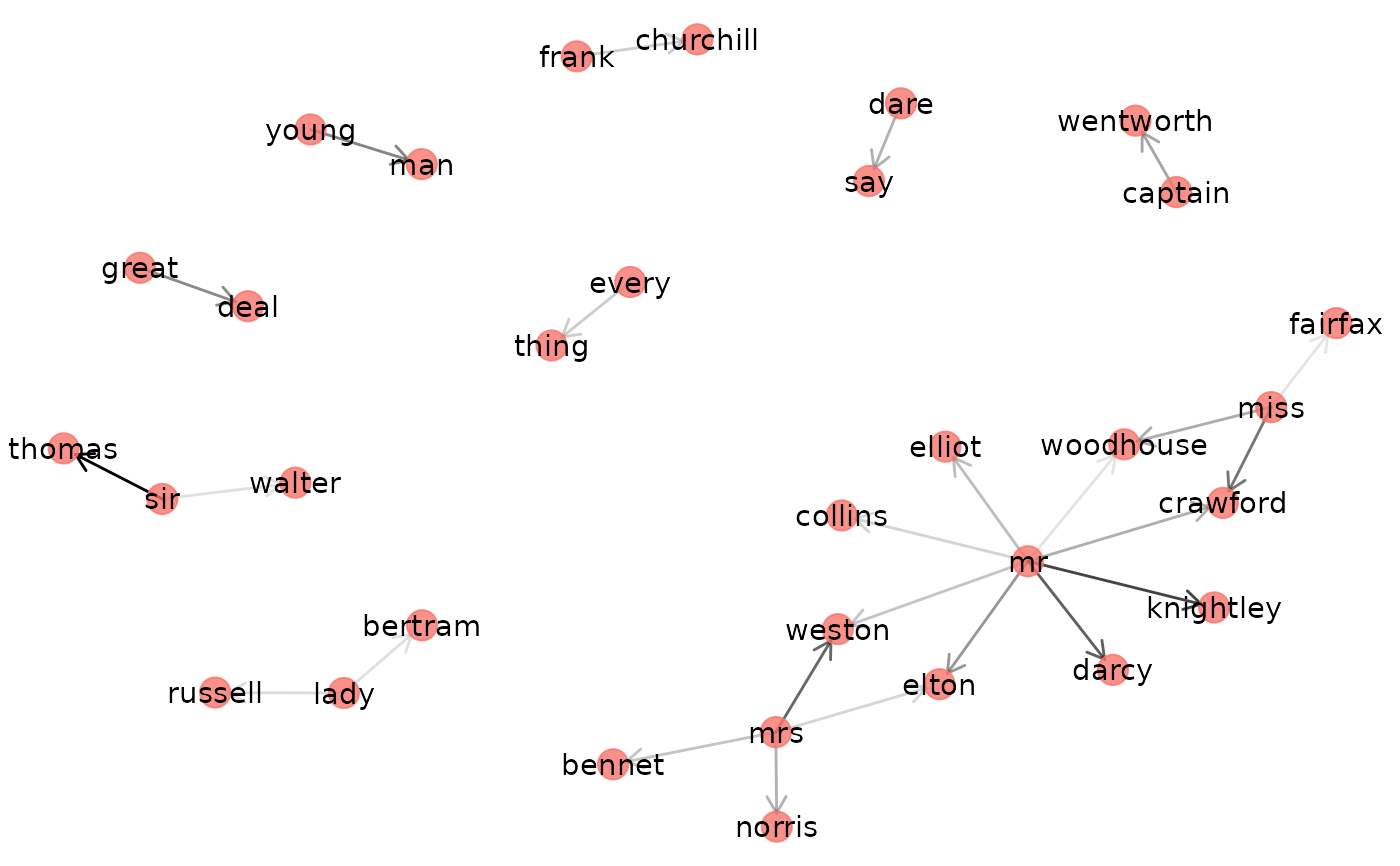 churchill
frank
dare
wentworth
young
man
say
captain
great
every
deal
fairfax
thing
miss
thomas
elliot
woodhouse
walter
sir
crawford
collins
mr
knightley
bertram
weston
darcy
elton
russell
lady
mrs
bennet
norris